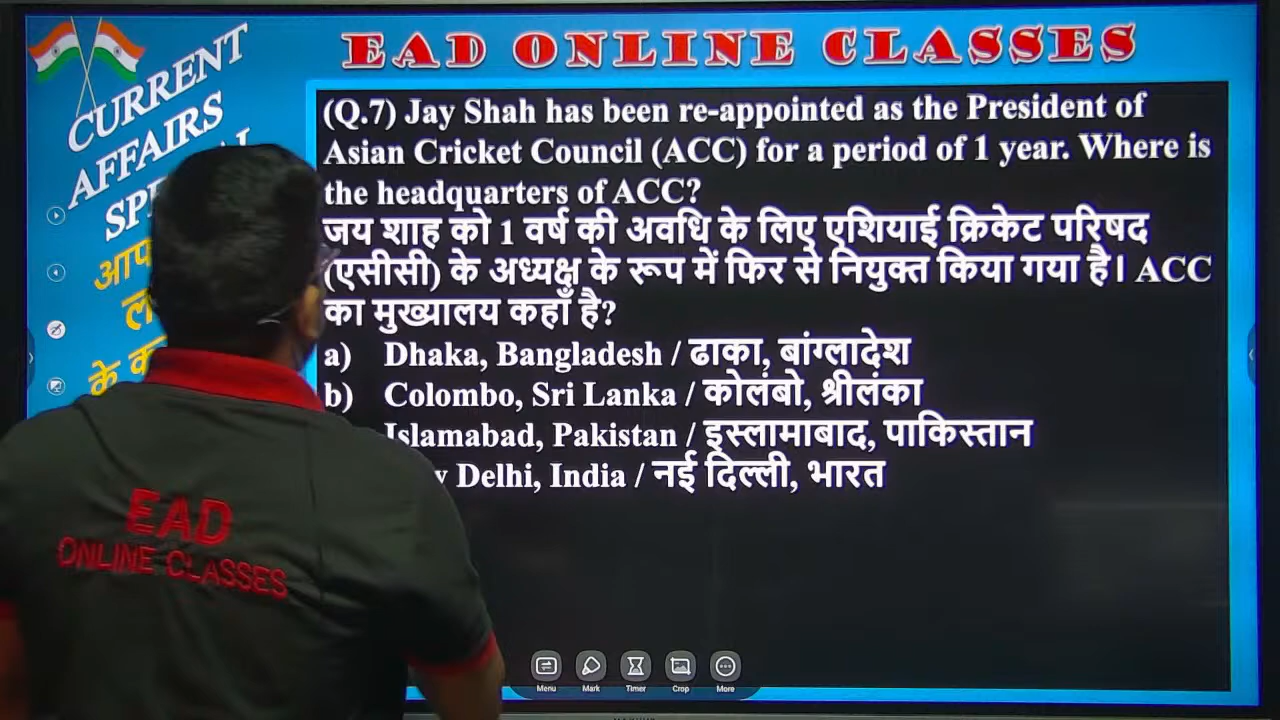 EAD ONLINE CLASSES
CURRENT
AFFAIRS
(Q.7) Jay Shah has been re-appointed as the President of
Asian Cricket Council (ACC) for a period of 1 year. Where is
the headquarters of ACC?
जय शाह को 1 वर्ष की अवधि के लिए एशियाई क्रिकेट परिषद
(एसीसी) के अध्यक्ष के रूप में फिर से नियुक्त किया गया है। ACC
का मुख्यालय कहाँ है?
a) Dhaka, Bangladesh / ढाका, बांग्लादेश
b) Colombo, Sri Lanka / कोलंबो, श्रीलंका
Islamabad, Pakistan / इस्लामाबाद, पाकिस्तान
Delhi, India / नई दिल्ली, भारत
के
EAD
ONLINE CLASSES
Menu Mark Timer Crop More